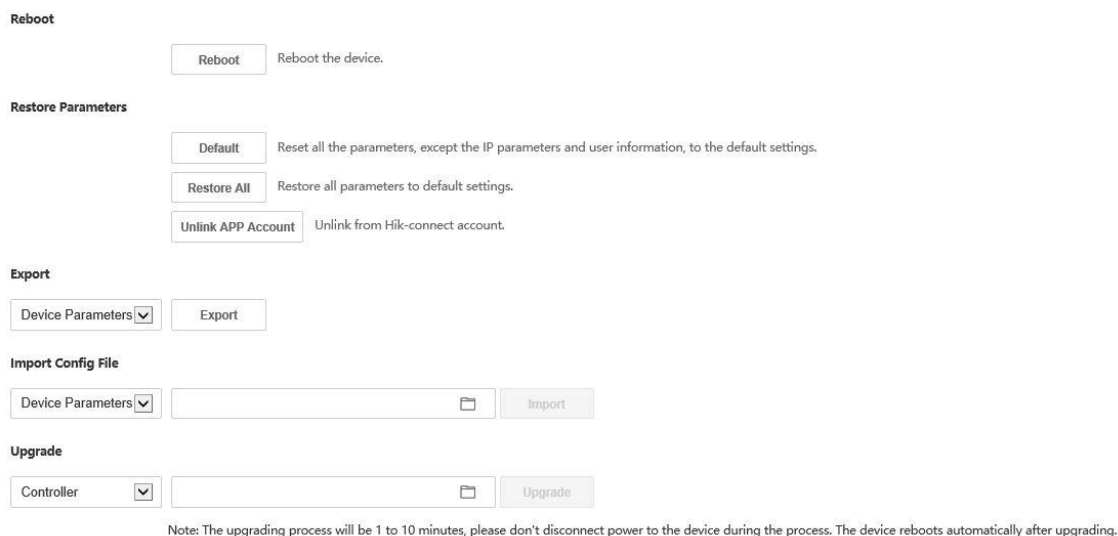 Reboot
Reboot Reboot the device.
Restore Parameters
Default Reset all the parameters, except the IP parameters and user information, to the default settings.
Restore All Restore all parameters to default settings.
Unlink APP Account Unlink from Hik-connect account.
Export
Device Parameters Export
Import Config File
Device Parameters Import
Upgrade
Controller Upgrade
Note: The upgrading process will be 1 to 10 minutes, please don't disconnect power to the device during the process. The device reboots automatically after upgrading.